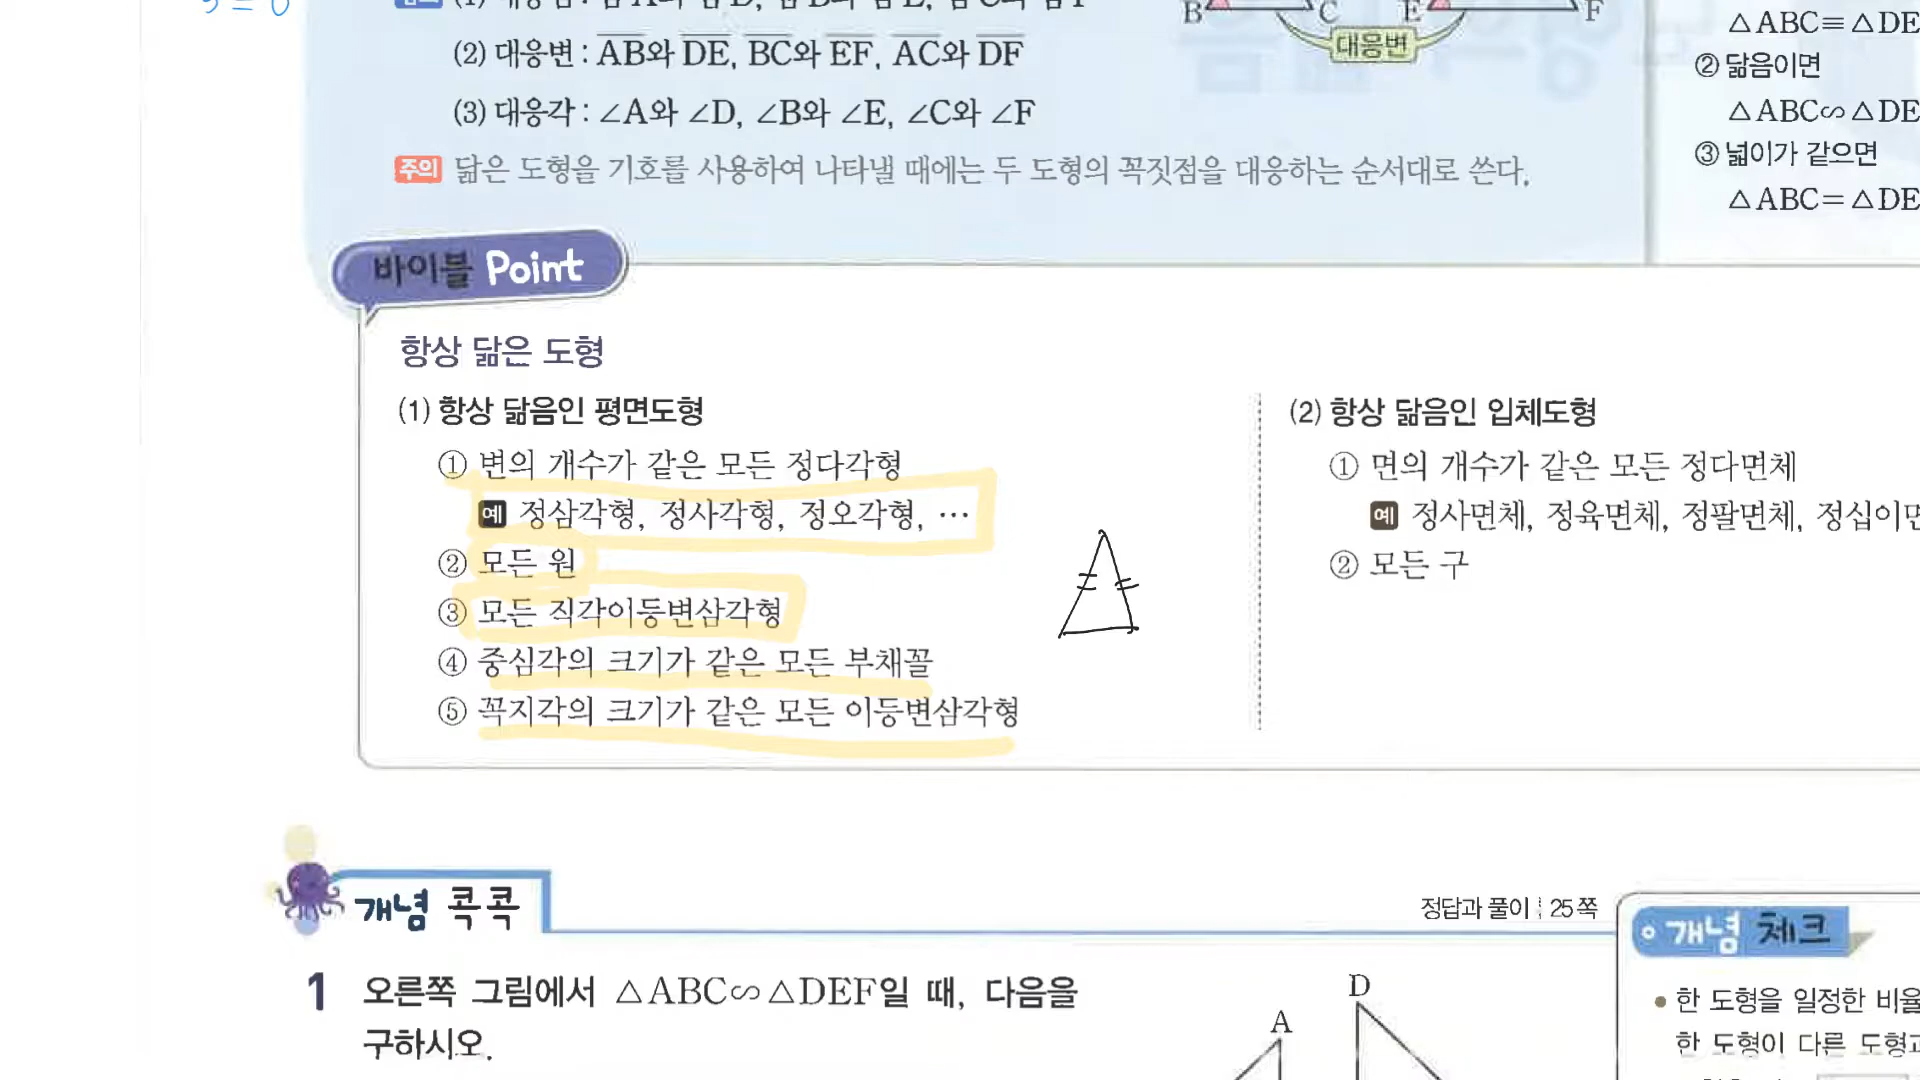 (2) 대응변 : AB와 DE, BC와 EF, AC와 DF
(3) 대응각 : ∠A와 ∠D, ∠B와 ∠E, ∠C와 ∠F
주의 닮은 도형을 기호를 사용하여 나타낼 때에는 두 도형의 꼭짓점을 대응하는 순서대로 쓴다.
B C E F
대응변
△ABC≡△DE
② 닮음이면
△ABC∽△DE
③ 넓이가 같으면
△ABC=△DE
바이블 Point
항상 닮은 도형
(1) 항상 닮음인 평면도형
① 변의 개수가 같은 모든 정다각형
예 정삼각형, 정사각형, 정오각형, ⋯
② 모든 원
③ 모든 직각이등변삼각형
④ 중심각의 크기가 같은 모든 부채꼴
⑤ 꼭지각의 크기가 같은 모든 이등변삼각형
(2) 항상 닮음인 입체도형
① 면의 개수가 같은 모든 정다면체
예 정사면체, 정육면체, 정팔면체, 정십이면
② 모든 구
개념 콕콕
정답과 풀이 25쪽
1 오른쪽 그림에서 △ABC∽△DEF일 때, 다음을
구하시오.
D
A
개념 체크
• 한 도형을 일정한 비율
한 도형이 다른 도형과